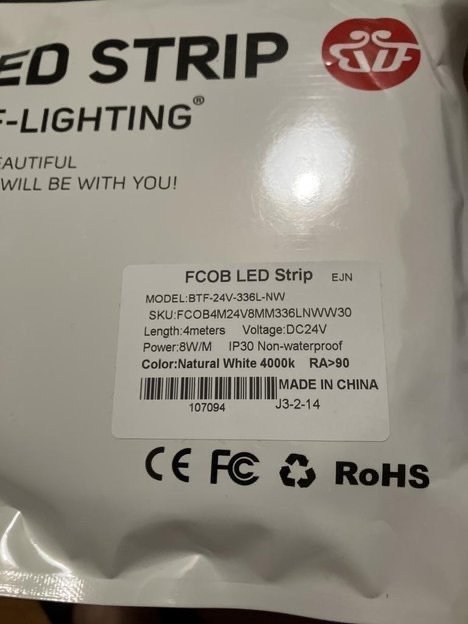 ED STRIP
F-LIGHTING®
EAUTIFUL
WILL BE WITH YOU!
FCOB LED Strip EJN
MODEL:BTF-24V-336L-NW
SKU:FCOB4M24V8MM336LNWW30
Length:4meters Voltage:DC24V
Power:8W/M IP30 Non-waterproof
Color:Natural White 4000k RA>90
MADE IN CHINA
107094 J3-2-14
CE FC RoHS